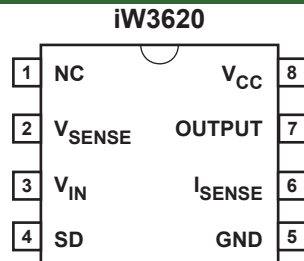 iW3620
1 NC V_CC 8
2 V_SENSE OUTPUT 7
3 V_IN I_SENSE 6
4 SD GND 5